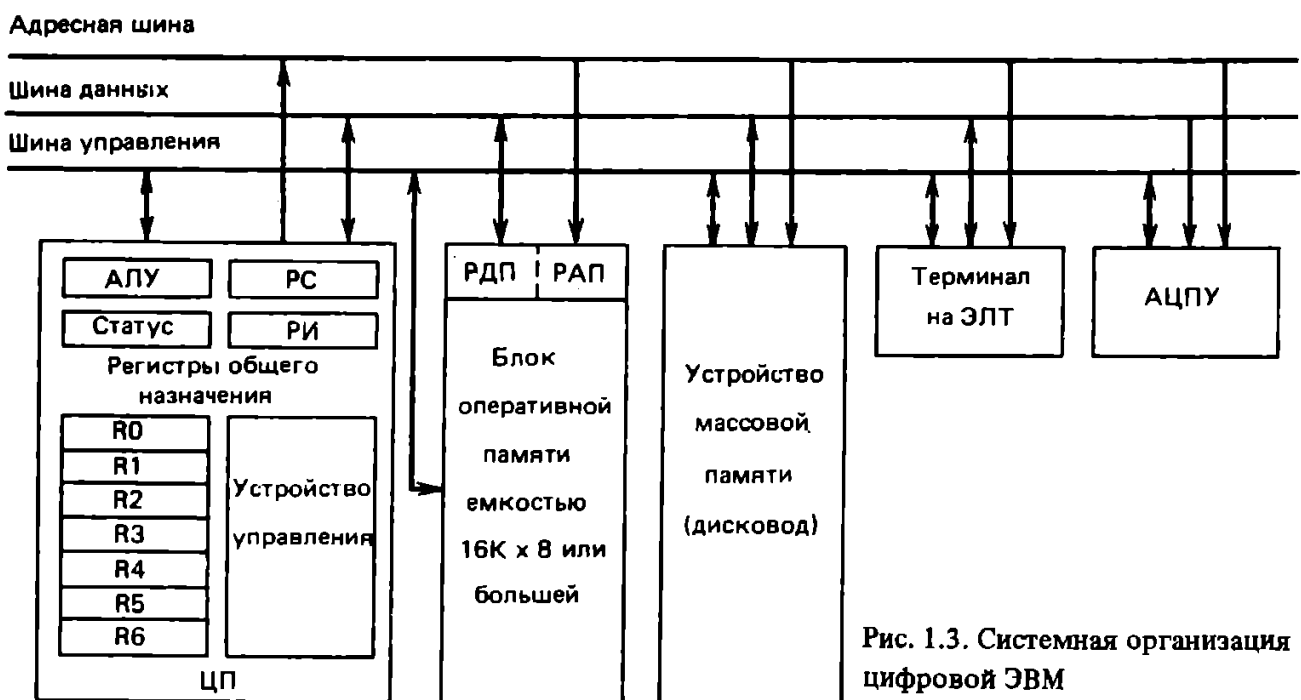 Адресная шина
Шина данных
Шина управления
АЛУ
РС
Статус
РИ
Регистры общего
назначения
R0
R1
R2
R3
R4
R5
R6
Устройство
управления
ЦП
РДП
РАП
Блок
оперативной
памяти
емкостью
16К х 8 или
большей
Устройство
массовой
памяти
(дисковод)
Терминал
на ЭЛТ
АЦПУ
Рис. 1.3. Системная организация
цифровой ЭВМ